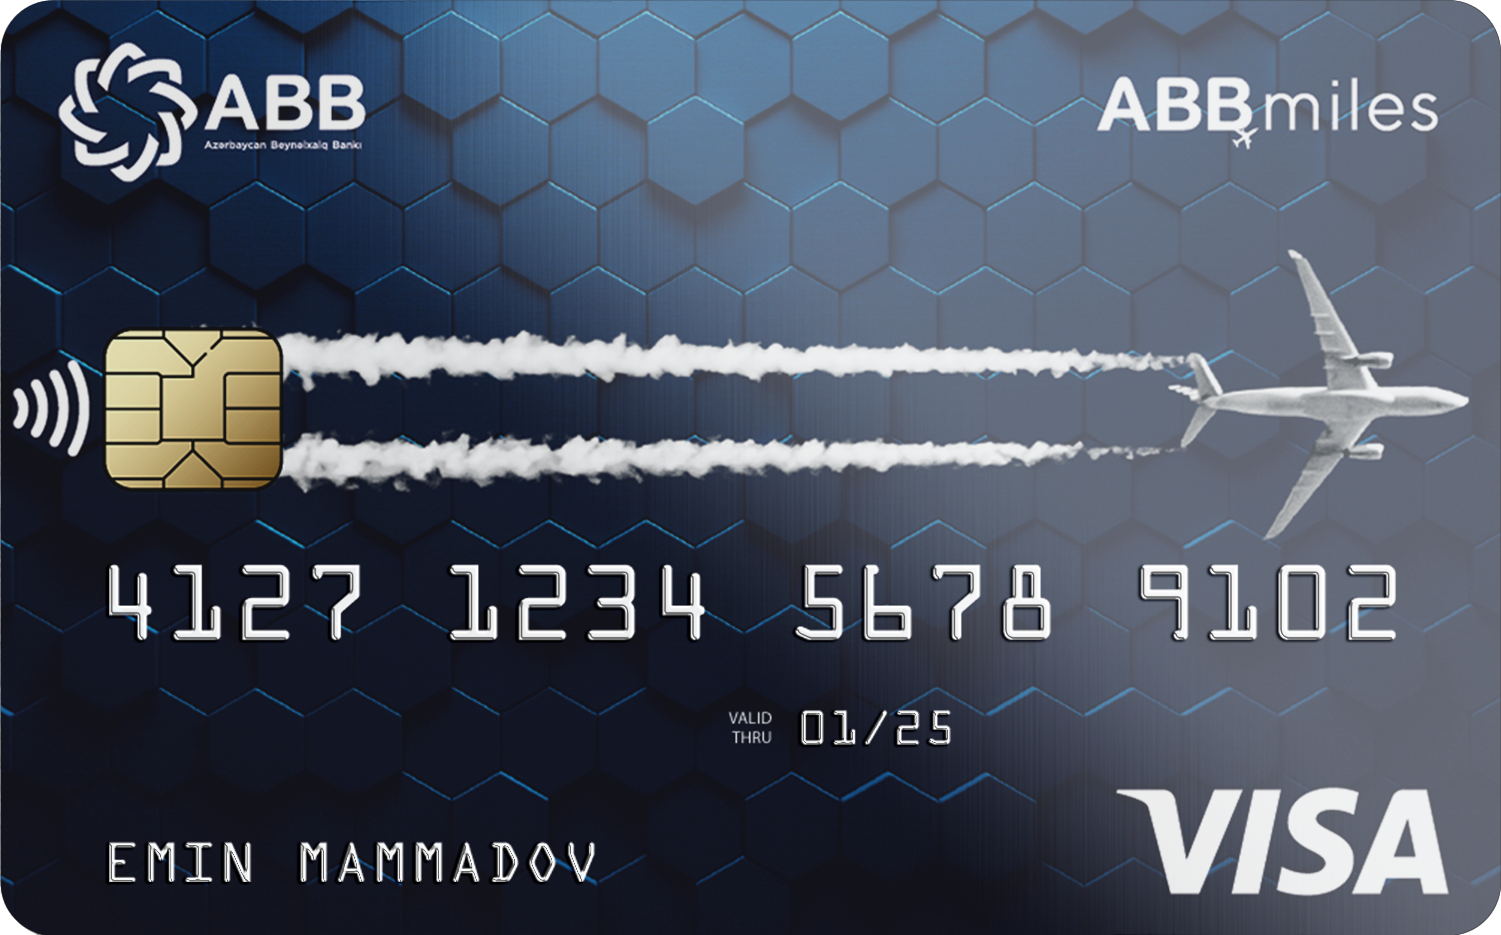 ABB
Azərbaycan Beynəlxalq Bankı
ABBmiles
4127 1234 5678 9102
VALID THRU 01/25
EMIN MAMMADOV
VISA